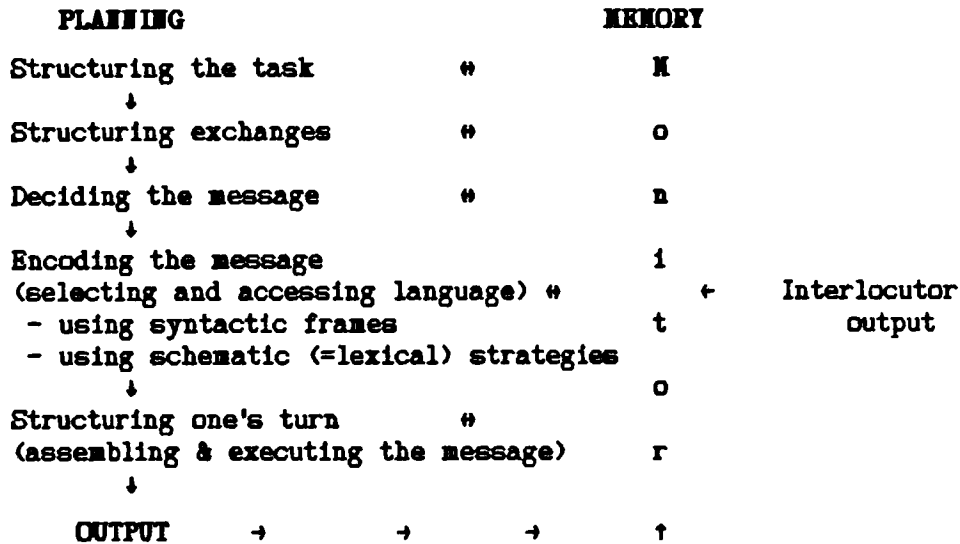 PLANNING MEMORY
Structuring the task ↔ M
↓
Structuring exchanges ↔ o
↓
Deciding the message ↔ n
↓
Encoding the message i
(selecting and accessing language) ↔ ← Interlocutor
- using syntactic frames t output
- using schematic (=lexical) strategies
↓ o
Structuring one's turn ↔
(assembling & executing the message) r
↓
OUTPUT → → → ↑